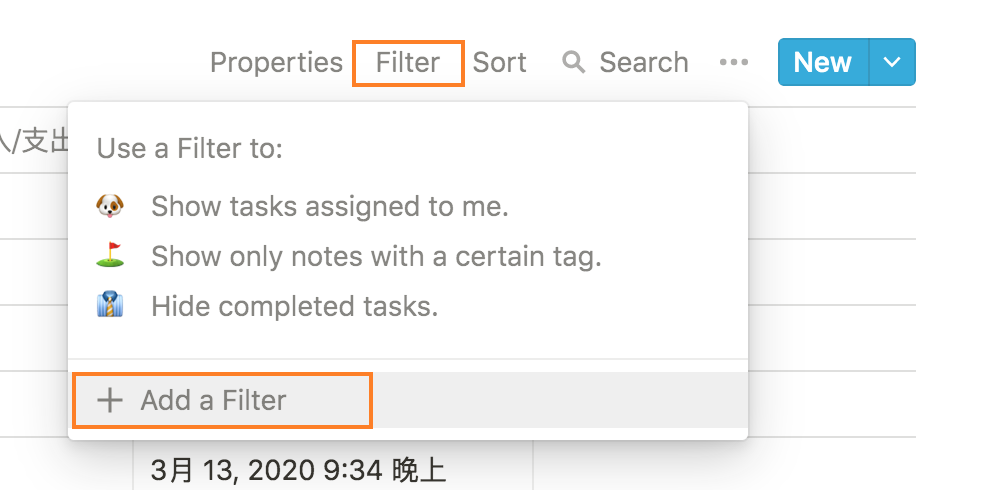 Properties Filter Sort Search ••• New
/支出
Use a Filter to:
Show tasks assigned to me.
Show only notes with a certain tag.
Hide completed tasks.
+ Add a Filter
3月 13, 2020 9:34 晚上